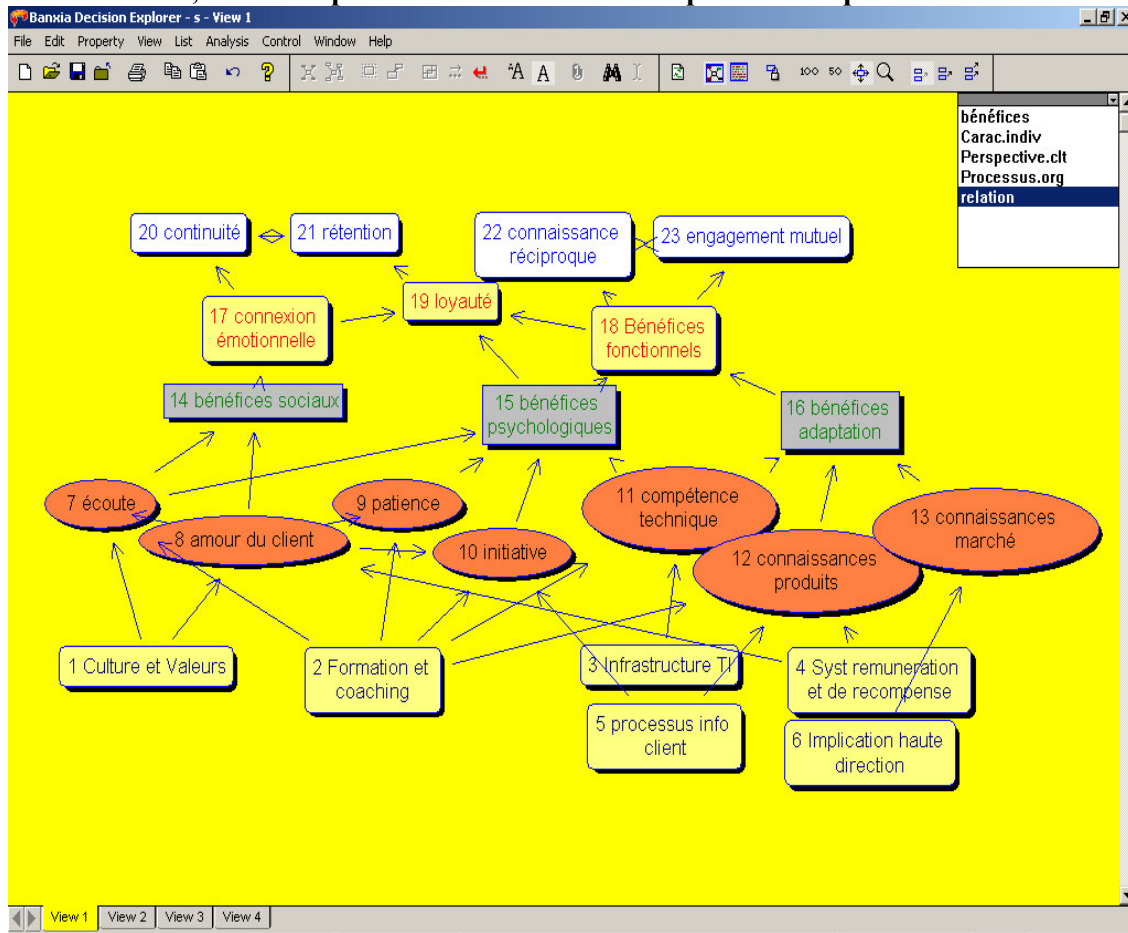 Banxia Decision Explorer - s - View 1
File Edit Property View List Analysis Control Window Help
100 50
bénéfices
Carac.indiv
Perspective.clt
Processus.org
relation
20 continuité
21 rétention
22 connaissance
réciproque
23 engagement mutuel
17 connexion
émotionnelle
19 loyauté
18 Bénéfices
fonctionnels
14 bénéfices sociaux
15 bénéfices
psychologiques
16 bénéfices
adaptation
7 écoute
8 amour du client
9 patience
10 initiative
11 compétence
technique
12 connaissances
produits
13 connaissances
marché
1 Culture et Valeurs
2 Formation et
coaching
3 Infrastructure TI
4 Syst remuneration
et de recompense
5 processus info
client
6 Implication haute
direction
View 1 View 2 View 3 View 4